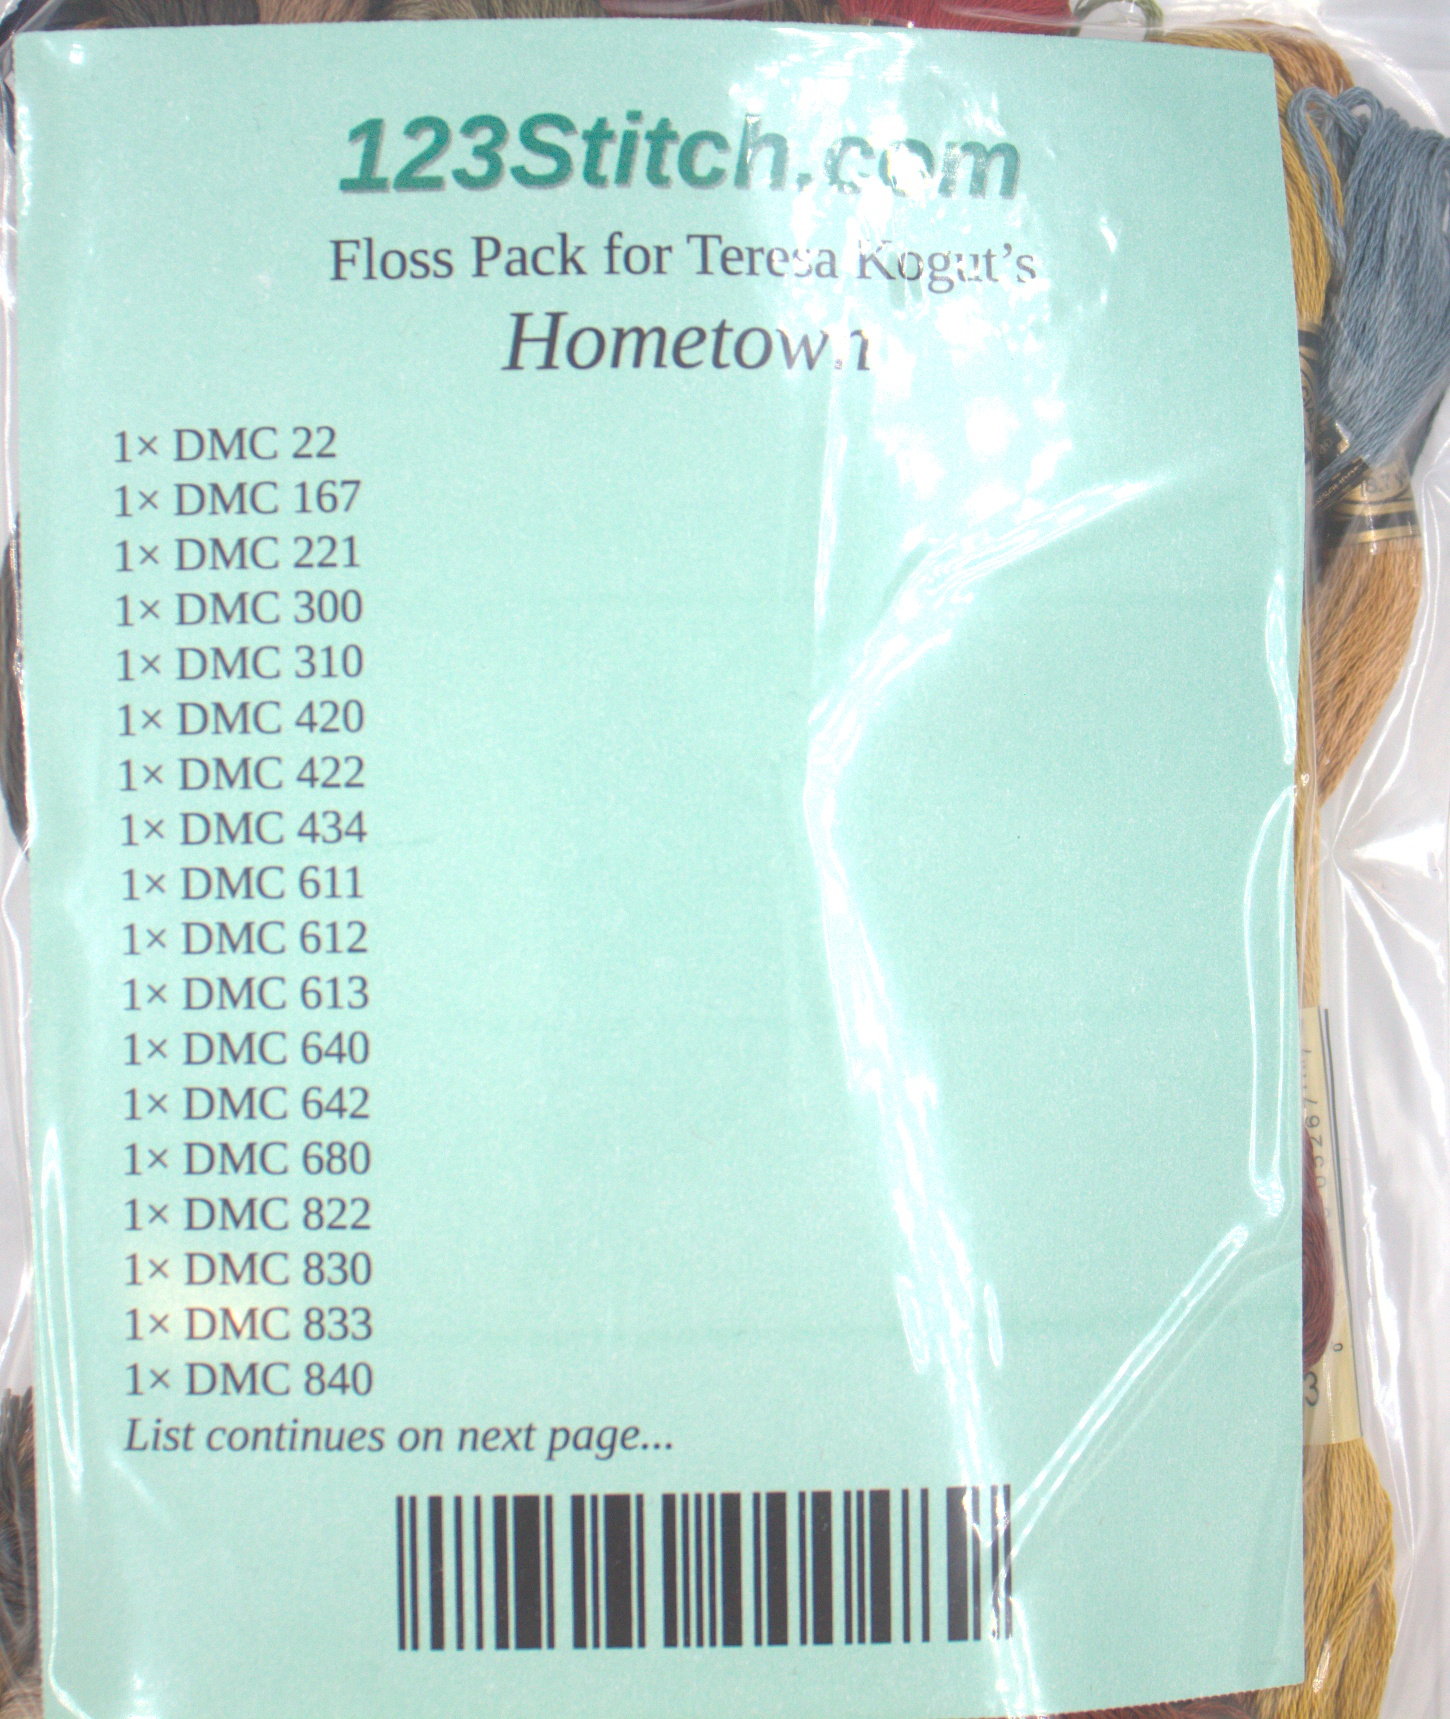 123Stitch.com
Floss Pack for Teresa Kogut’s
Hometown
1× DMC 22
1× DMC 167
1× DMC 221
1× DMC 300
1× DMC 310
1× DMC 420
1× DMC 422
1× DMC 434
1× DMC 611
1× DMC 612
1× DMC 613
1× DMC 640
1× DMC 642
1× DMC 680
1× DMC 822
1× DMC 830
1× DMC 833
1× DMC 840
List continues on next page...